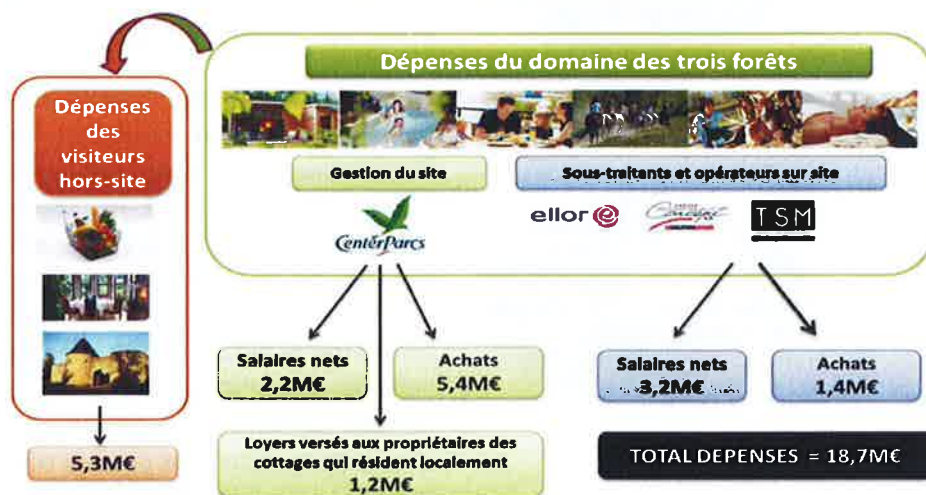 Dépenses du domaine des trois forêts
Dépenses
des
visiteurs
hors-site
Gestion du site
Sous-traitants et opérateurs sur site
CenterParcs
ellor
Concept
TSM
Salaires nets
2,2M€
Achats
5,4M€
Salaires nets
3,2M€
Achats
1,4M€
5,3M€
Loyers versés aux propriétaires des
cottages qui résident localement
1,2M€
TOTAL DEPENSES = 18,7M€